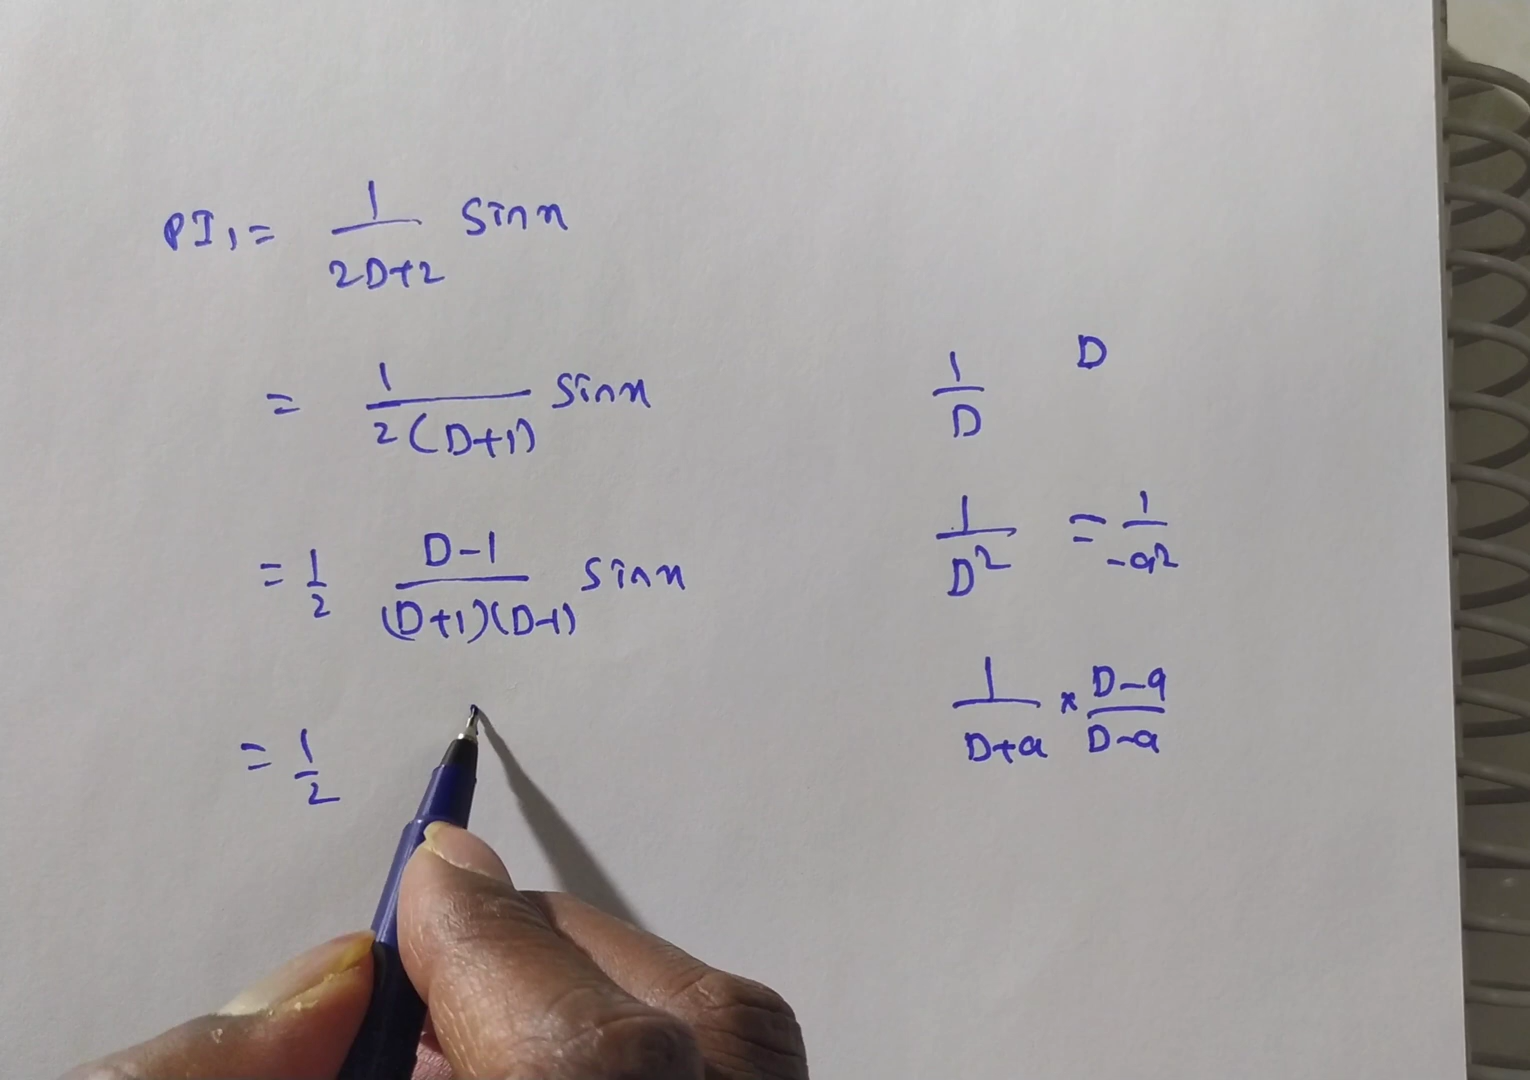 PI₁ = 1/(2D+2) Sinx
= 1/(2(D+1)) Sinx
= 1/2 (D-1)/((D+1)(D-1)) Sinx
= 1/2
1/D D
1/D² = 1/-a²
1/(D+a) × (D-a)/(D-a)